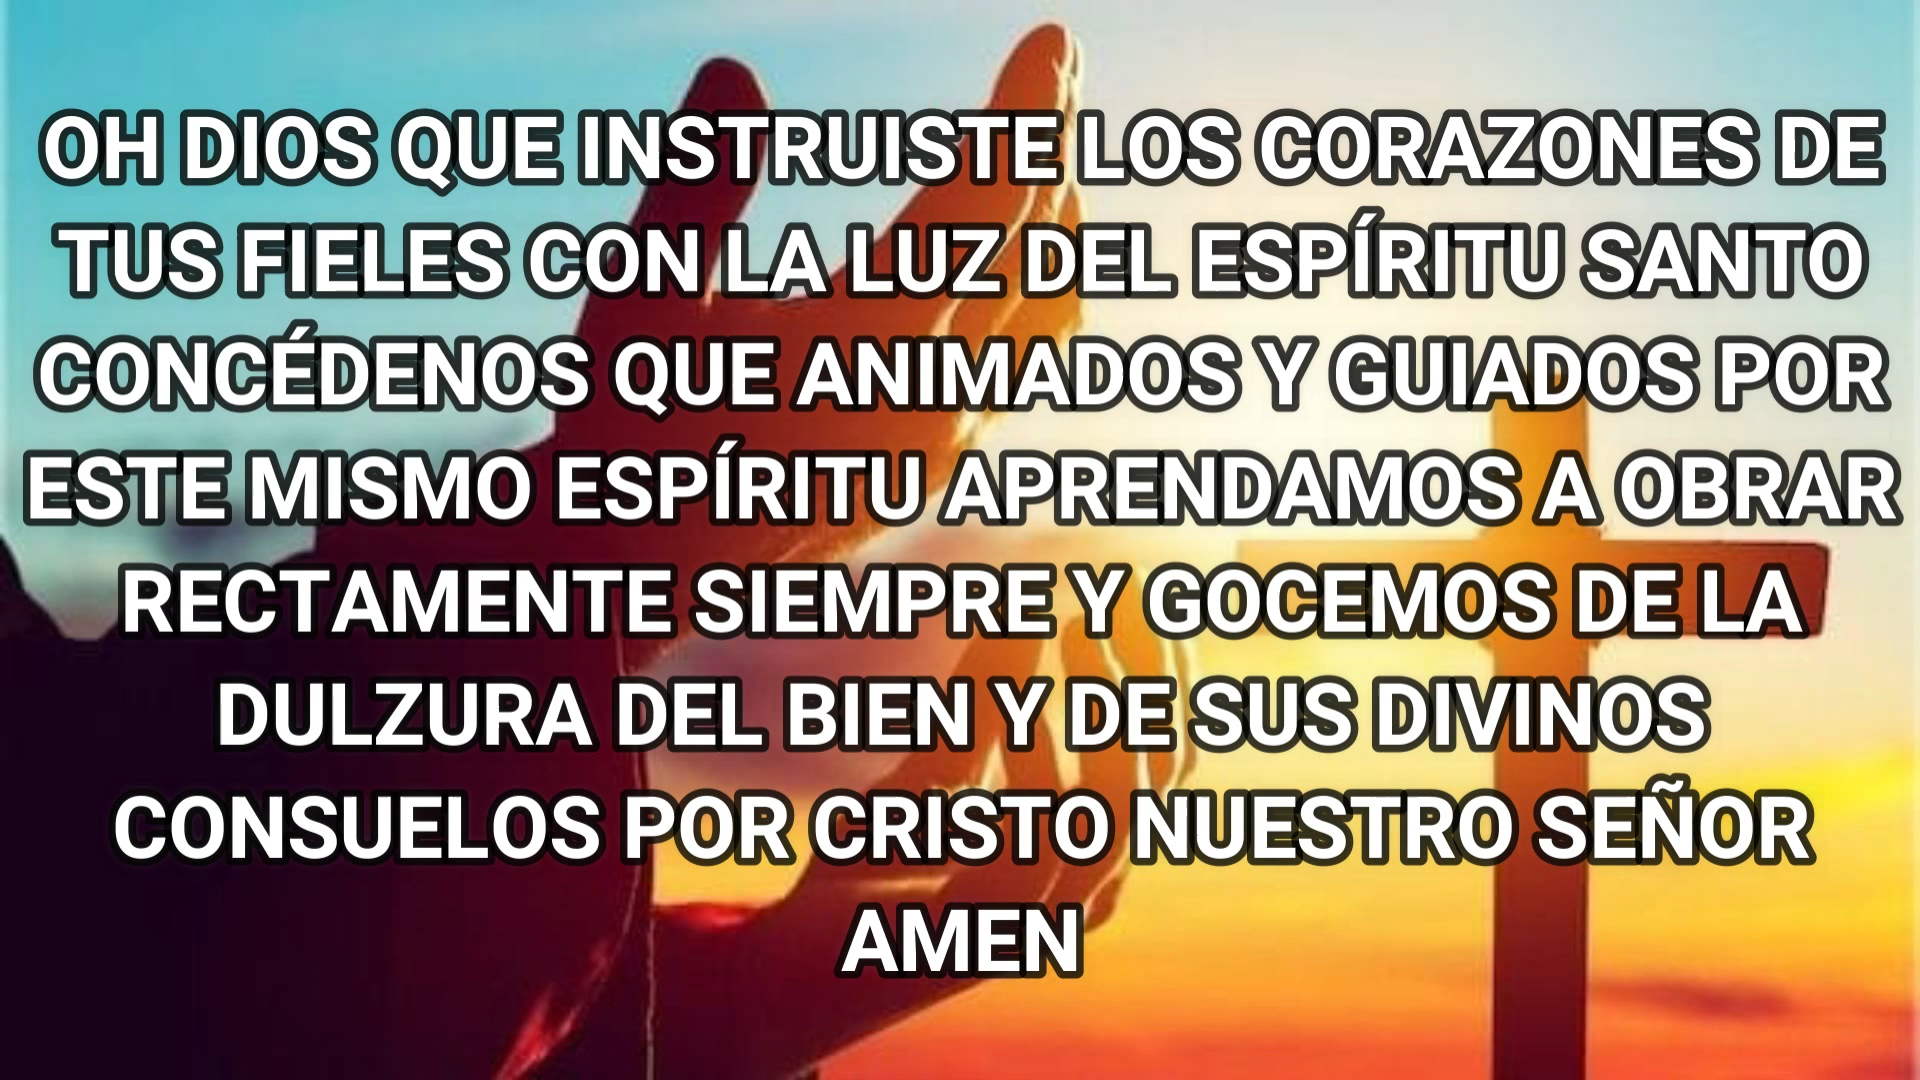 OH DIOS QUE INSTRUISTE LOS CORAZONES DE
TUS FIELES CON LA LUZ DEL ESPÍRITU SANTO
CONCÉDENOS QUE ANIMADOS Y GUIADOS POR
ESTE MISMO ESPÍRITU APRENDAMOS A OBRAR
RECTAMENTE SIEMPRE Y GOCEMOS DE LA
DULZURA DEL BIEN Y DE SUS DIVINOS
CONSUELOS POR CRISTO NUESTRO SEÑOR
AMEN